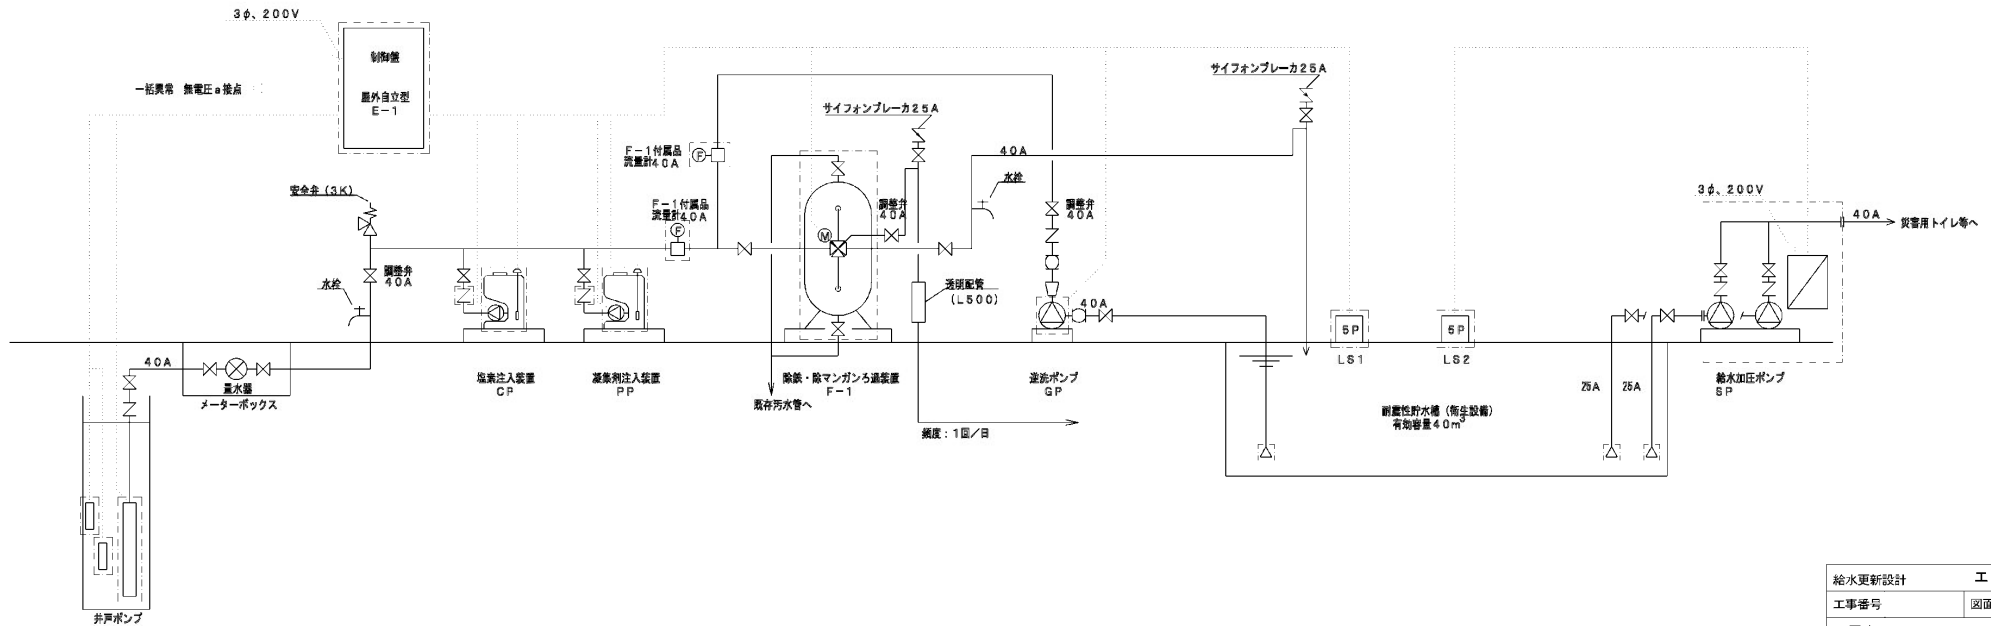 3φ、200V
制御盤
屋外自立型
E-1
一括異常 無電圧a接点
サイフォンブレーカ25A
サイフォンブレーカ25A
F-1付属品
流量計40A
F-1付属品
流量計40A
40A
水栓
調整弁
40A
調整弁
40A
安全弁(3K)
調整弁
40A
水栓
M
F
F
3φ、200V
40A
災害用トイレ等へ
透明配管
(L500)
40A
5P
5P
LS1
LS2
40A
量水器
メーターボックス
塩素注入装置
CP
凝集剤注入装置
PP
除鉄・除マンガンろ過装置
F-1
逆洗ポンプ
GP
給水加圧ポンプ
SP
25A
25A
既存汚水管へ
頻度:1回/日
耐震性貯水槽(衛生設備)
有効容量40m³
井戸ポンプ
給水更新設計
工
工事番号
図面